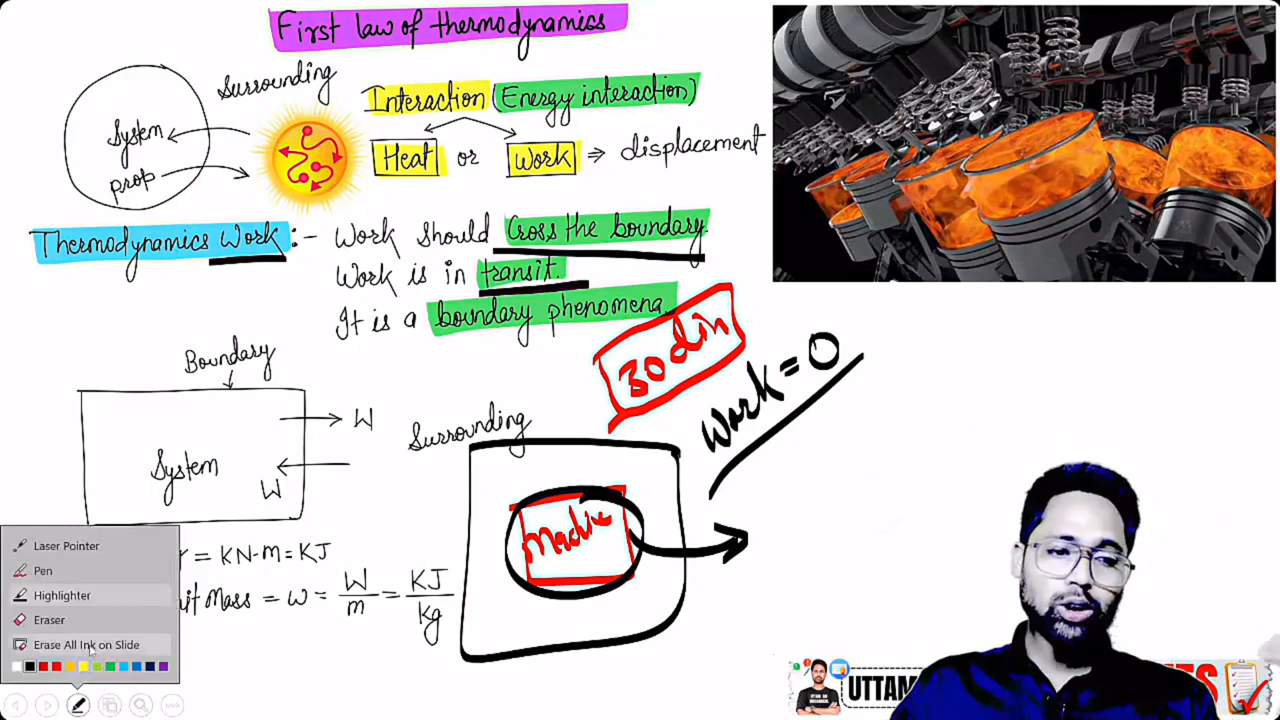 First law of thermodynamics
Surrounding
System
prop
Interaction (Energy interaction)
Heat or Work ⇒ displacement
Thermodynamics Work :- Work should Cross the boundary.
Work is in transit.
It is a boundary phenomena.
30 din
Work = 0
Boundary
System
W
W
Surrounding
Machine
= KN-m = KJ
Mass = w = W/m = KJ/kg
Laser Pointer
Pen
Highlighter
Eraser
Erase All Ink on Slide
UTTAM